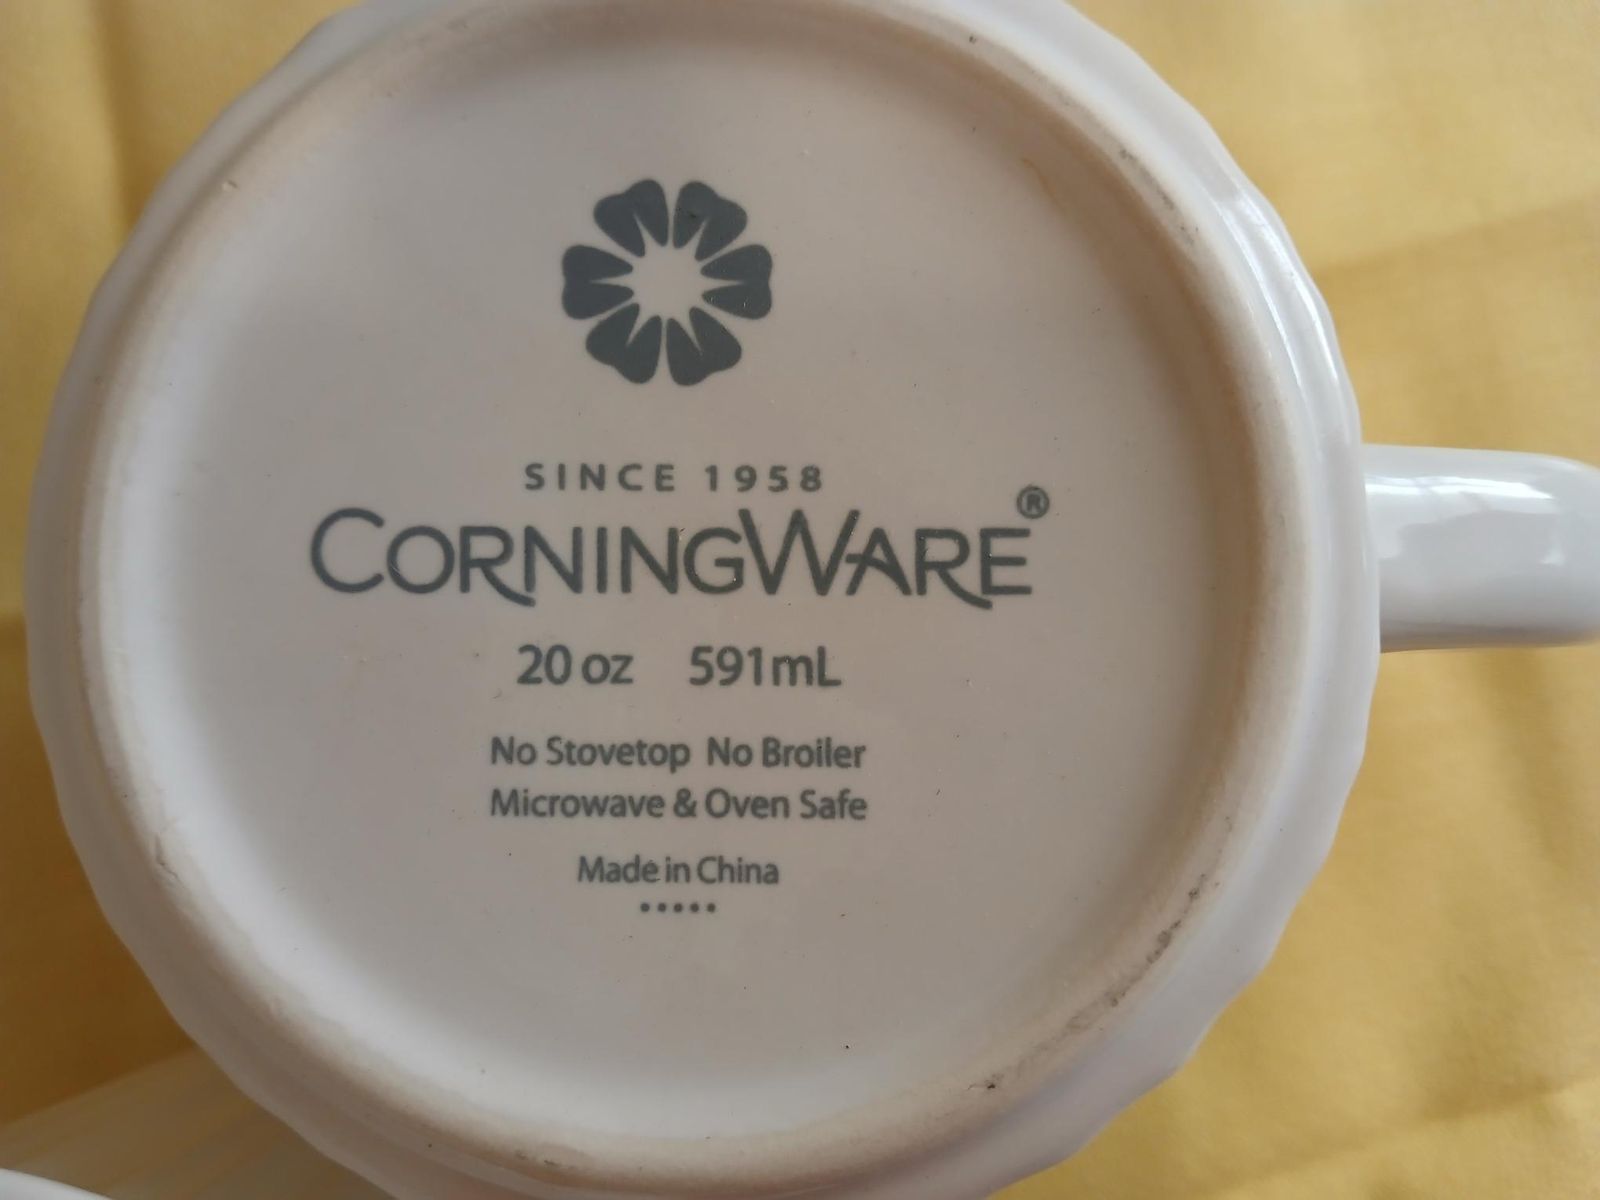 SINCE 1958
CORNINGWARE®
20 oz 591mL
No Stovetop No Broiler
Microwave & Oven Safe
Made in China